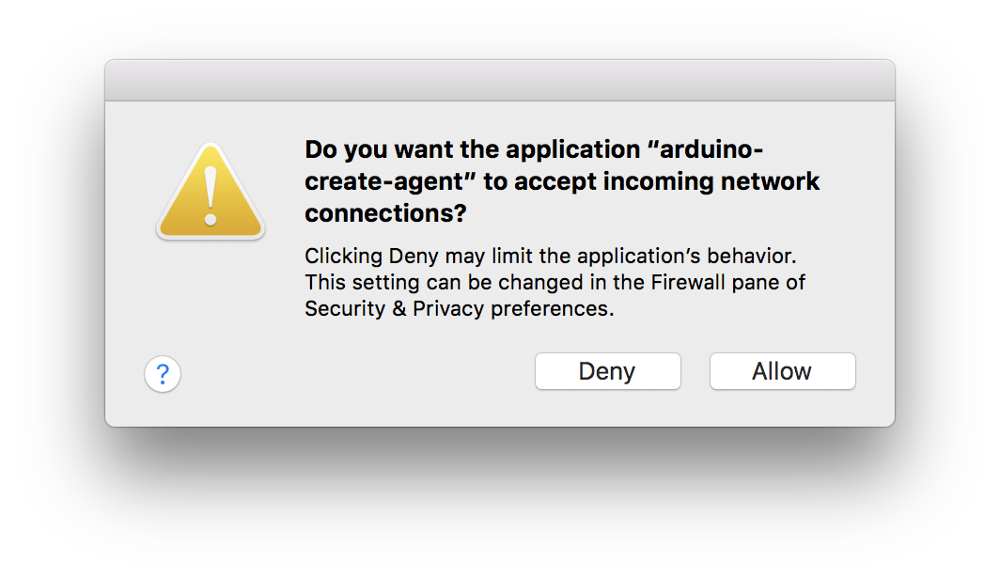 Do you want the application “arduino-
create-agent” to accept incoming network
connections?
Clicking Deny may limit the application’s behavior.
This setting can be changed in the Firewall pane of
Security & Privacy preferences.
?
Deny
Allow